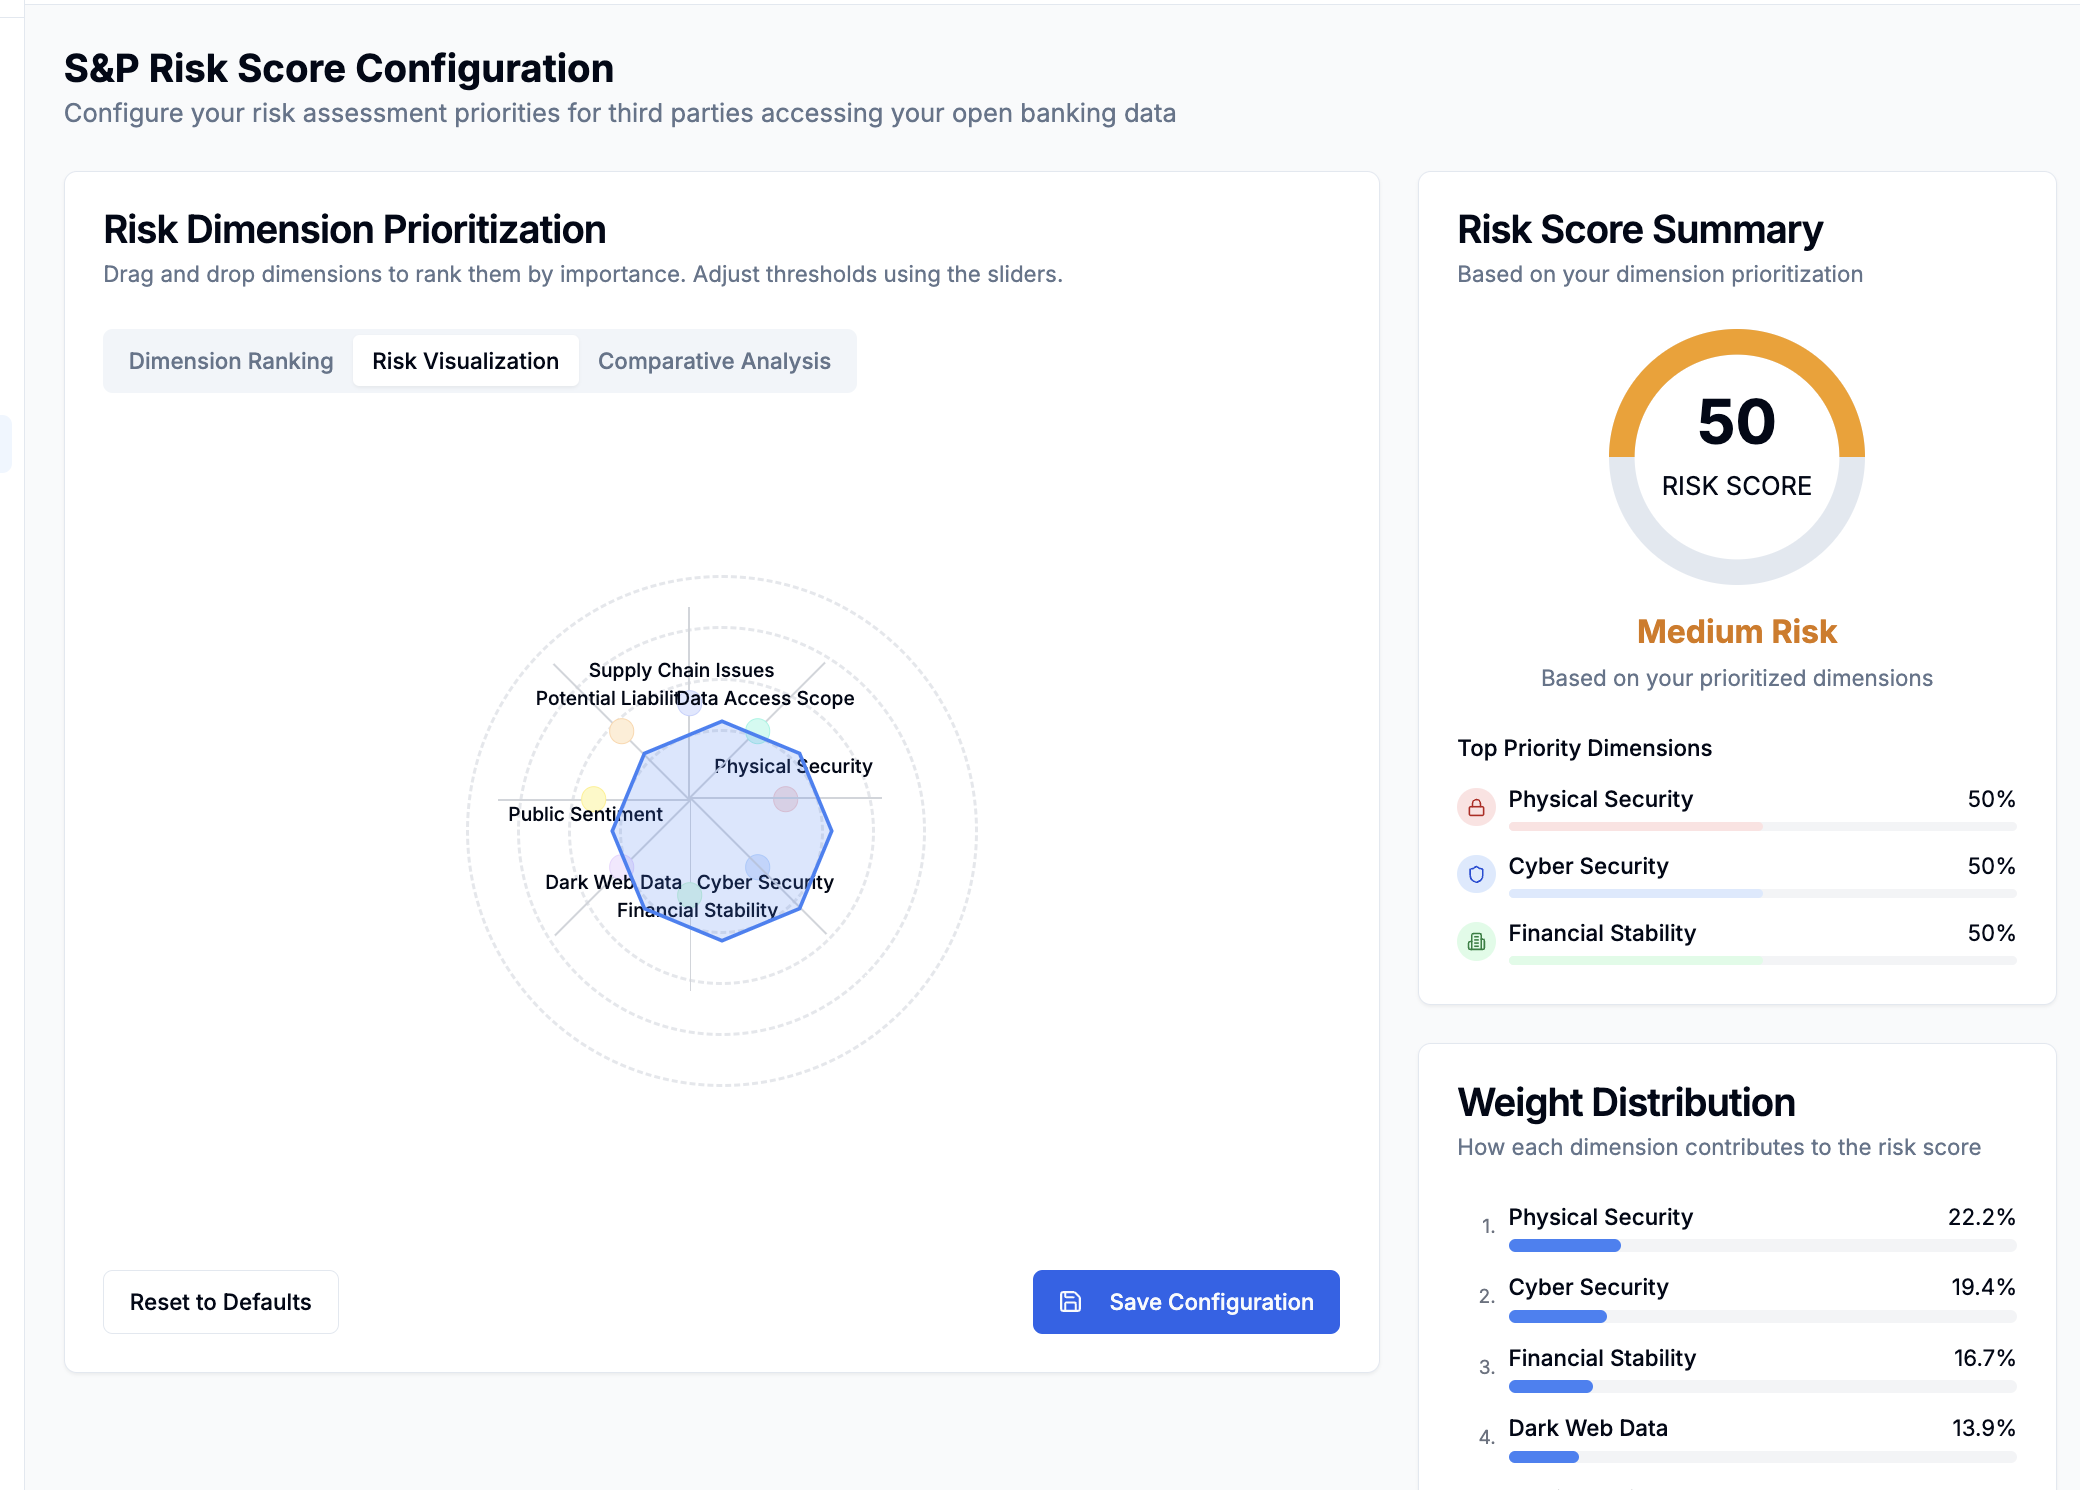 S&P Risk Score Configuration
Configure your risk assessment priorities for third parties accessing your open banking data
Risk Dimension Prioritization
Drag and drop dimensions to rank them by importance. Adjust thresholds using the sliders.
Dimension Ranking
Risk Visualization
Comparative Analysis
Supply Chain Issues
Potential Liabilit
Data Access Scope
Physical Security
Public Sentiment
Dark Web Data
Cyber Security
Financial Stability
Reset to Defaults
Save Configuration
Risk Score Summary
Based on your dimension prioritization
50
RISK SCORE
Medium Risk
Based on your prioritized dimensions
Top Priority Dimensions
Physical Security 50%
Cyber Security 50%
Financial Stability 50%
Weight Distribution
How each dimension contributes to the risk score
1. Physical Security 22.2%
2. Cyber Security 19.4%
3. Financial Stability 16.7%
4. Dark Web Data 13.9%